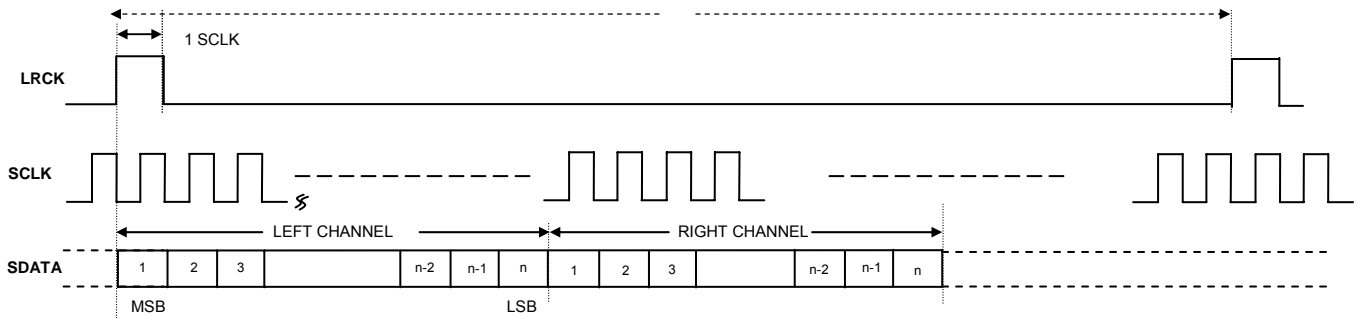 1 SCLK
LRCK
SCLK
LEFT CHANNEL RIGHT CHANNEL
SDATA 1 2 3 n-2 n-1 n 1 2 3 n-2 n-1 n
MSB LSB